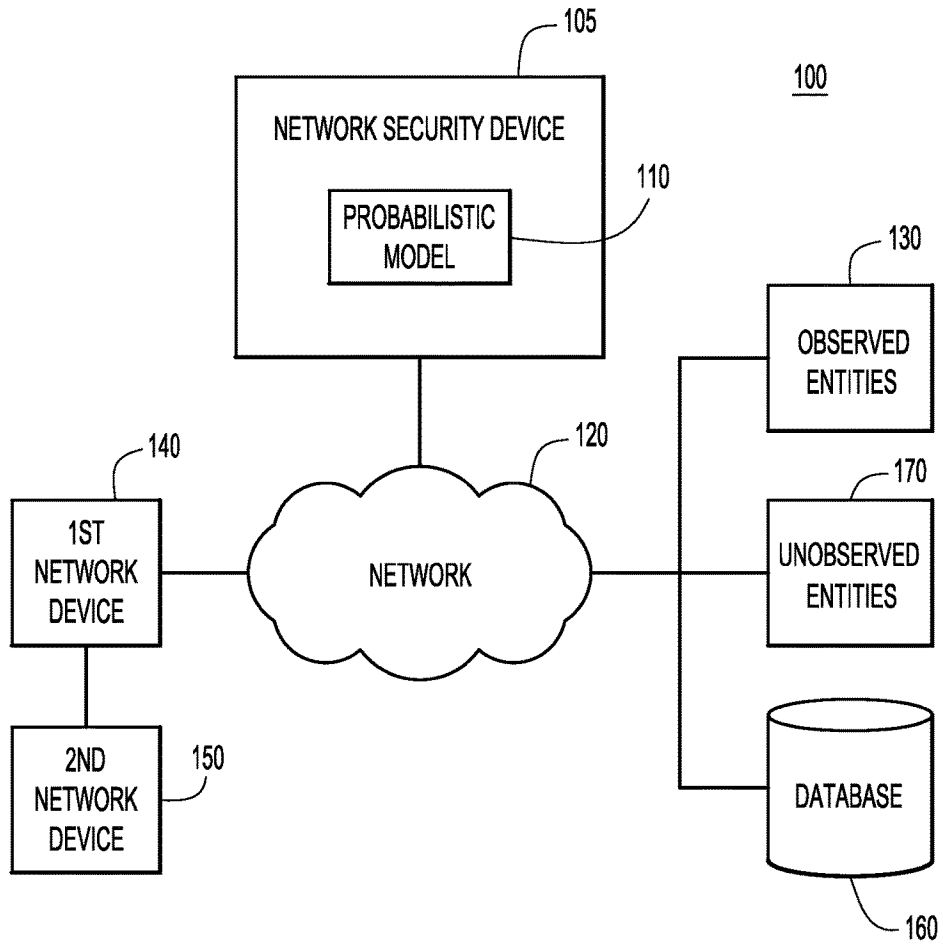 105
100
NETWORK SECURITY DEVICE
110
PROBABILISTIC
MODEL
130
OBSERVED
ENTITIES
120
140
170
1ST
NETWORK
DEVICE
NETWORK
UNOBSERVED
ENTITIES
2ND
NETWORK
DEVICE
150
DATABASE
160